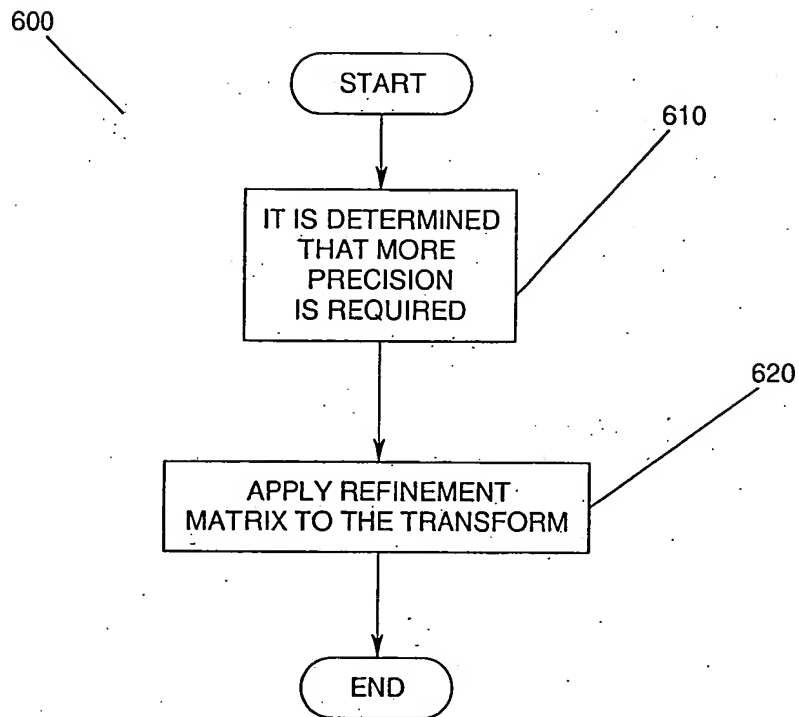 600
START
610
IT IS DETERMINED
THAT MORE
PRECISION
IS REQUIRED
620
APPLY REFINEMENT
MATRIX TO THE TRANSFORM
END